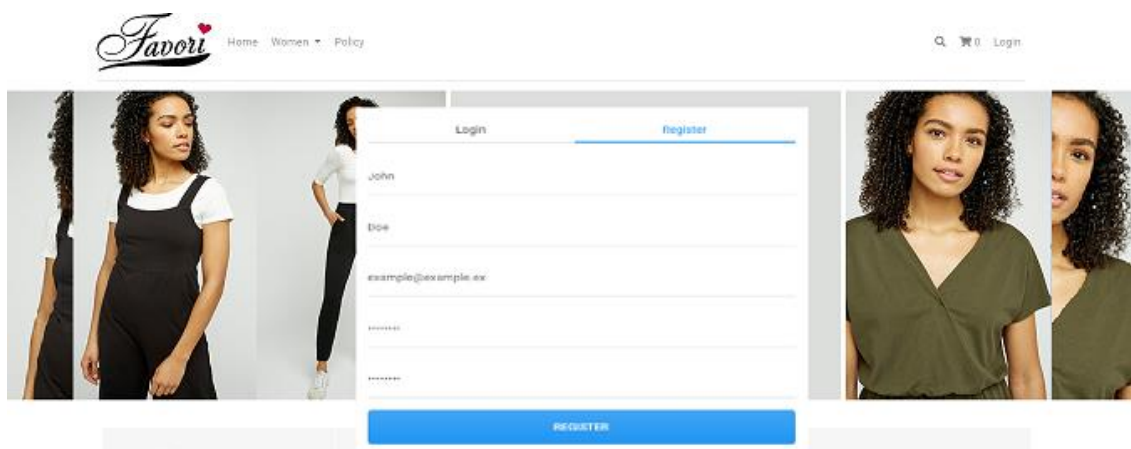 Favori
Home Women Policy
0 Login
Login Register
John
Doe
example@example.ex
········
········
REGISTER